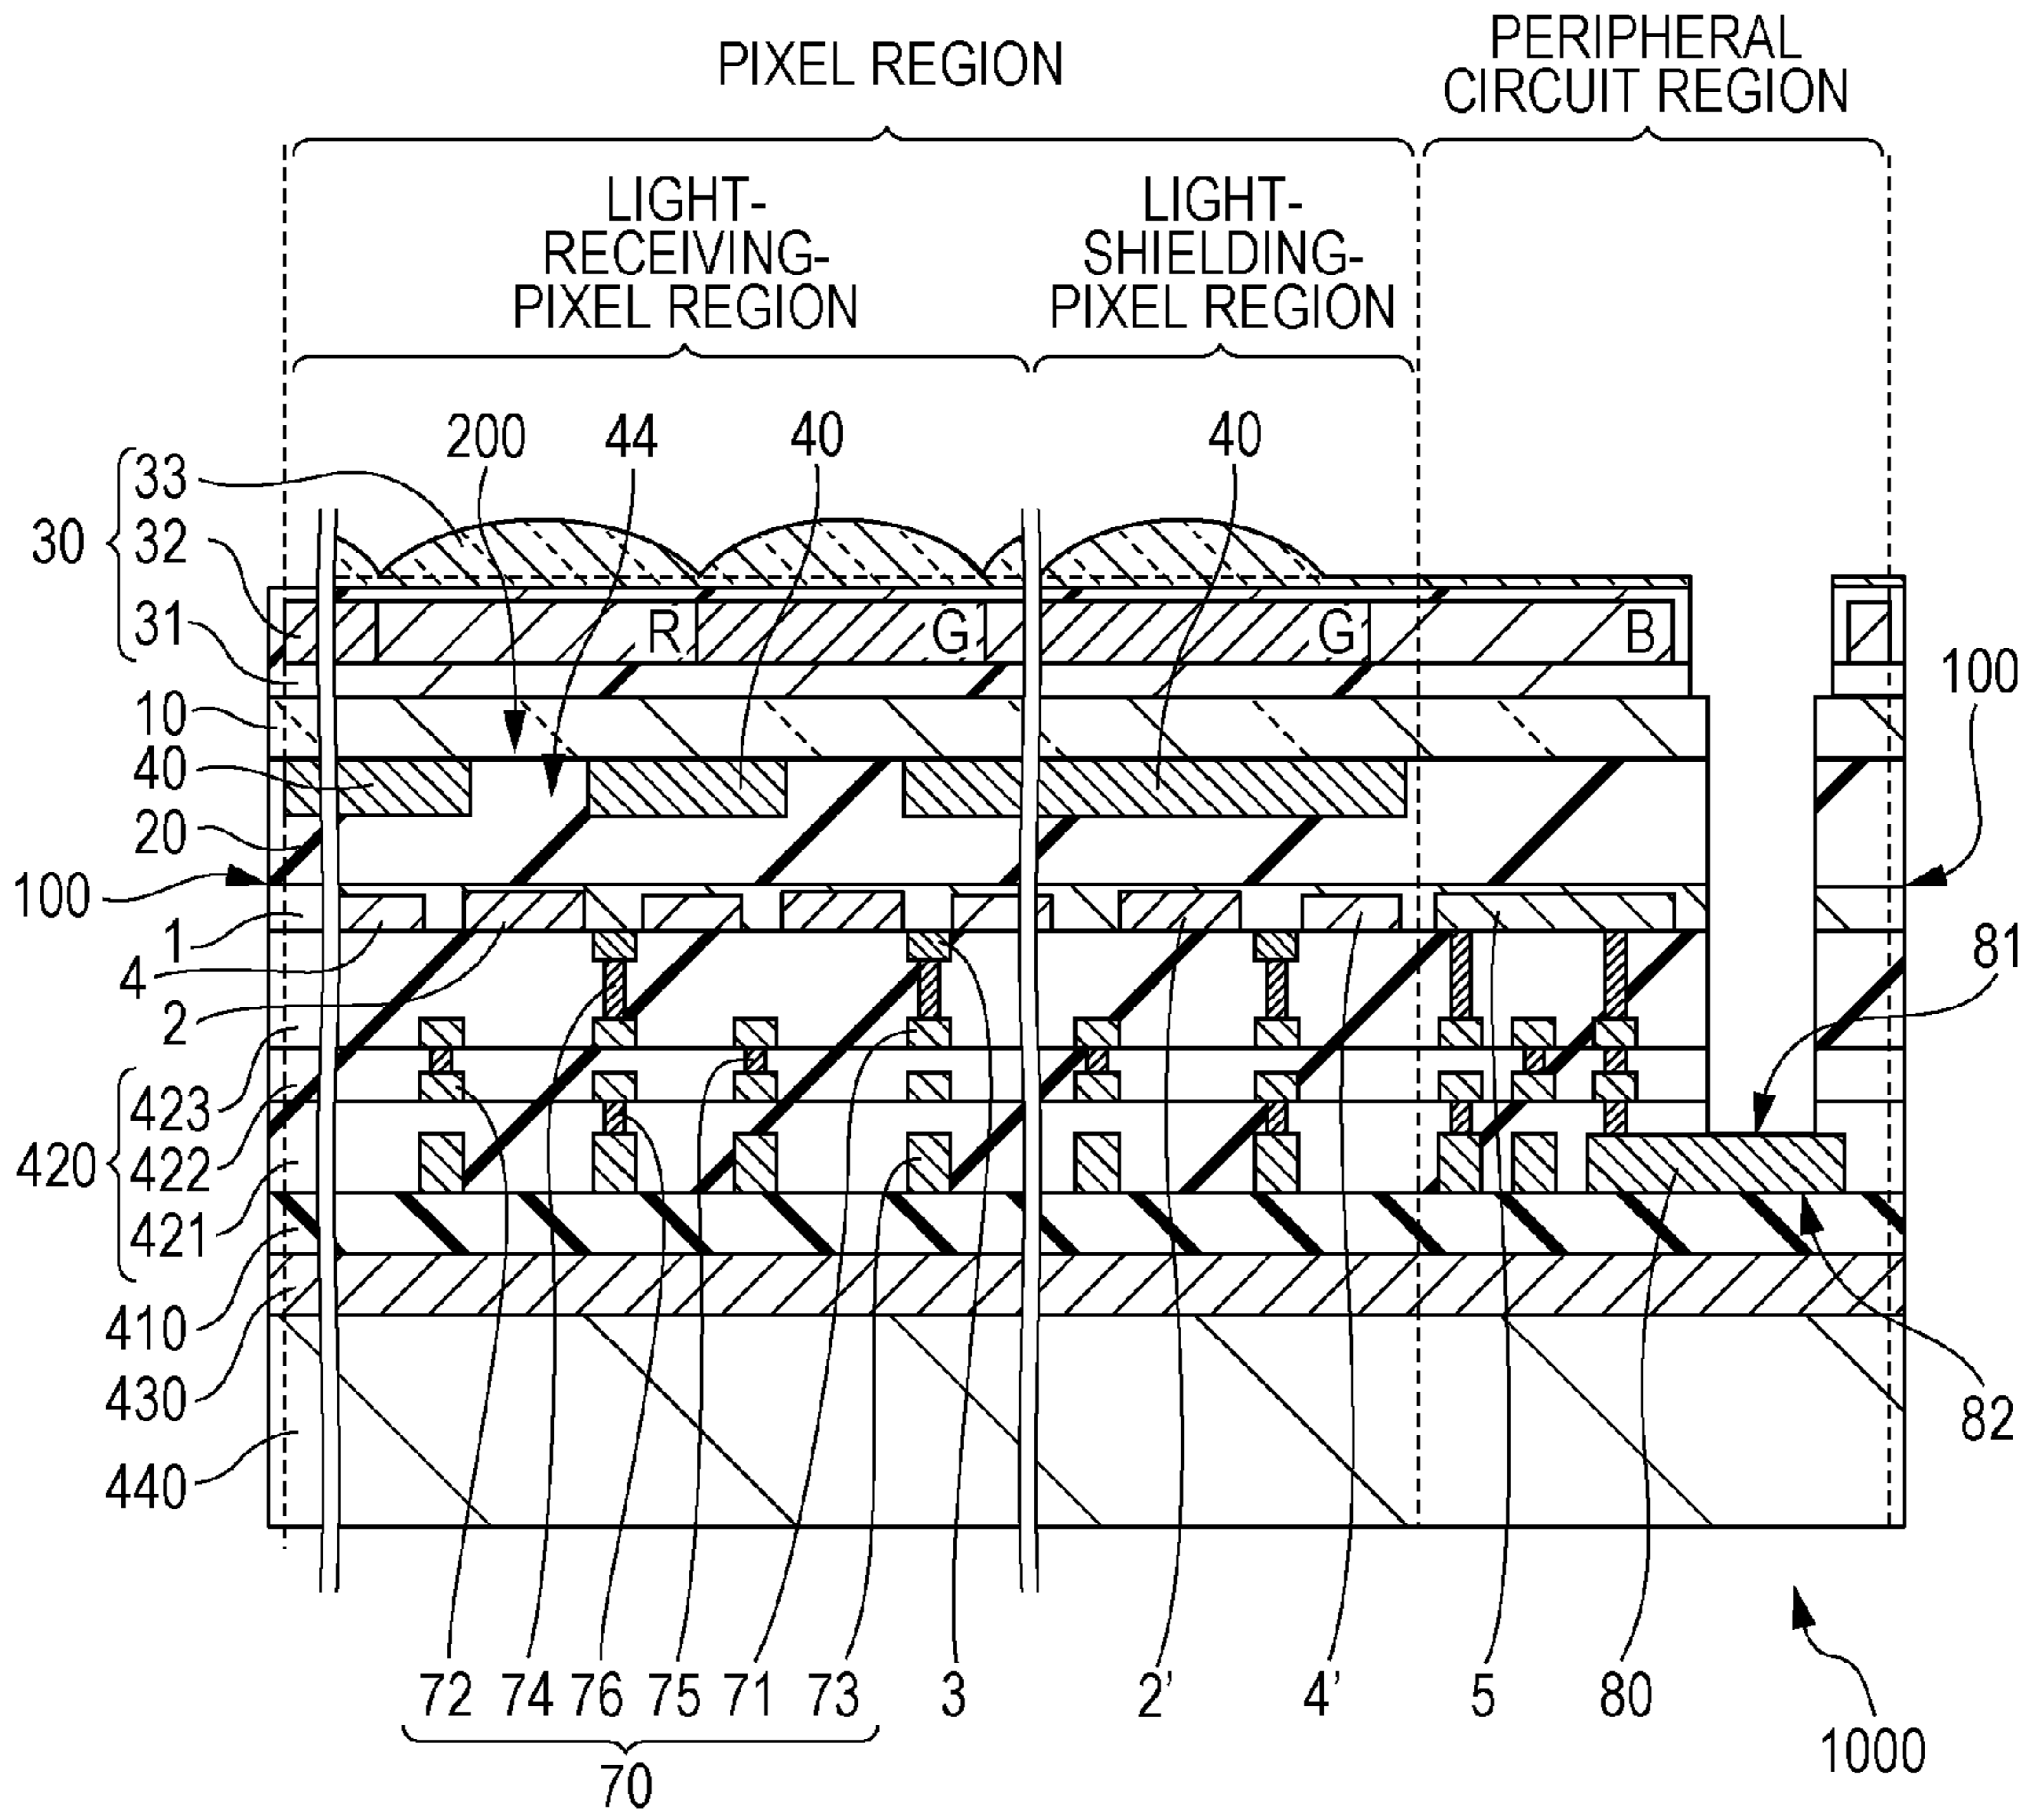 PERIPHERAL
CIRCUIT REGION
PIXEL REGION
LIGHT-
RECEIVING-
PIXEL REGION
LIGHT-
SHIELDING-
PIXEL REGION
200
44
40
40
33
32
30
31
R
G
G
B
10
100
40
20
100
1
4
2
81
423
420
422
421
410
430
440
82
72
74
76
75
71
73
3
2'
4'
5
80
70
1000